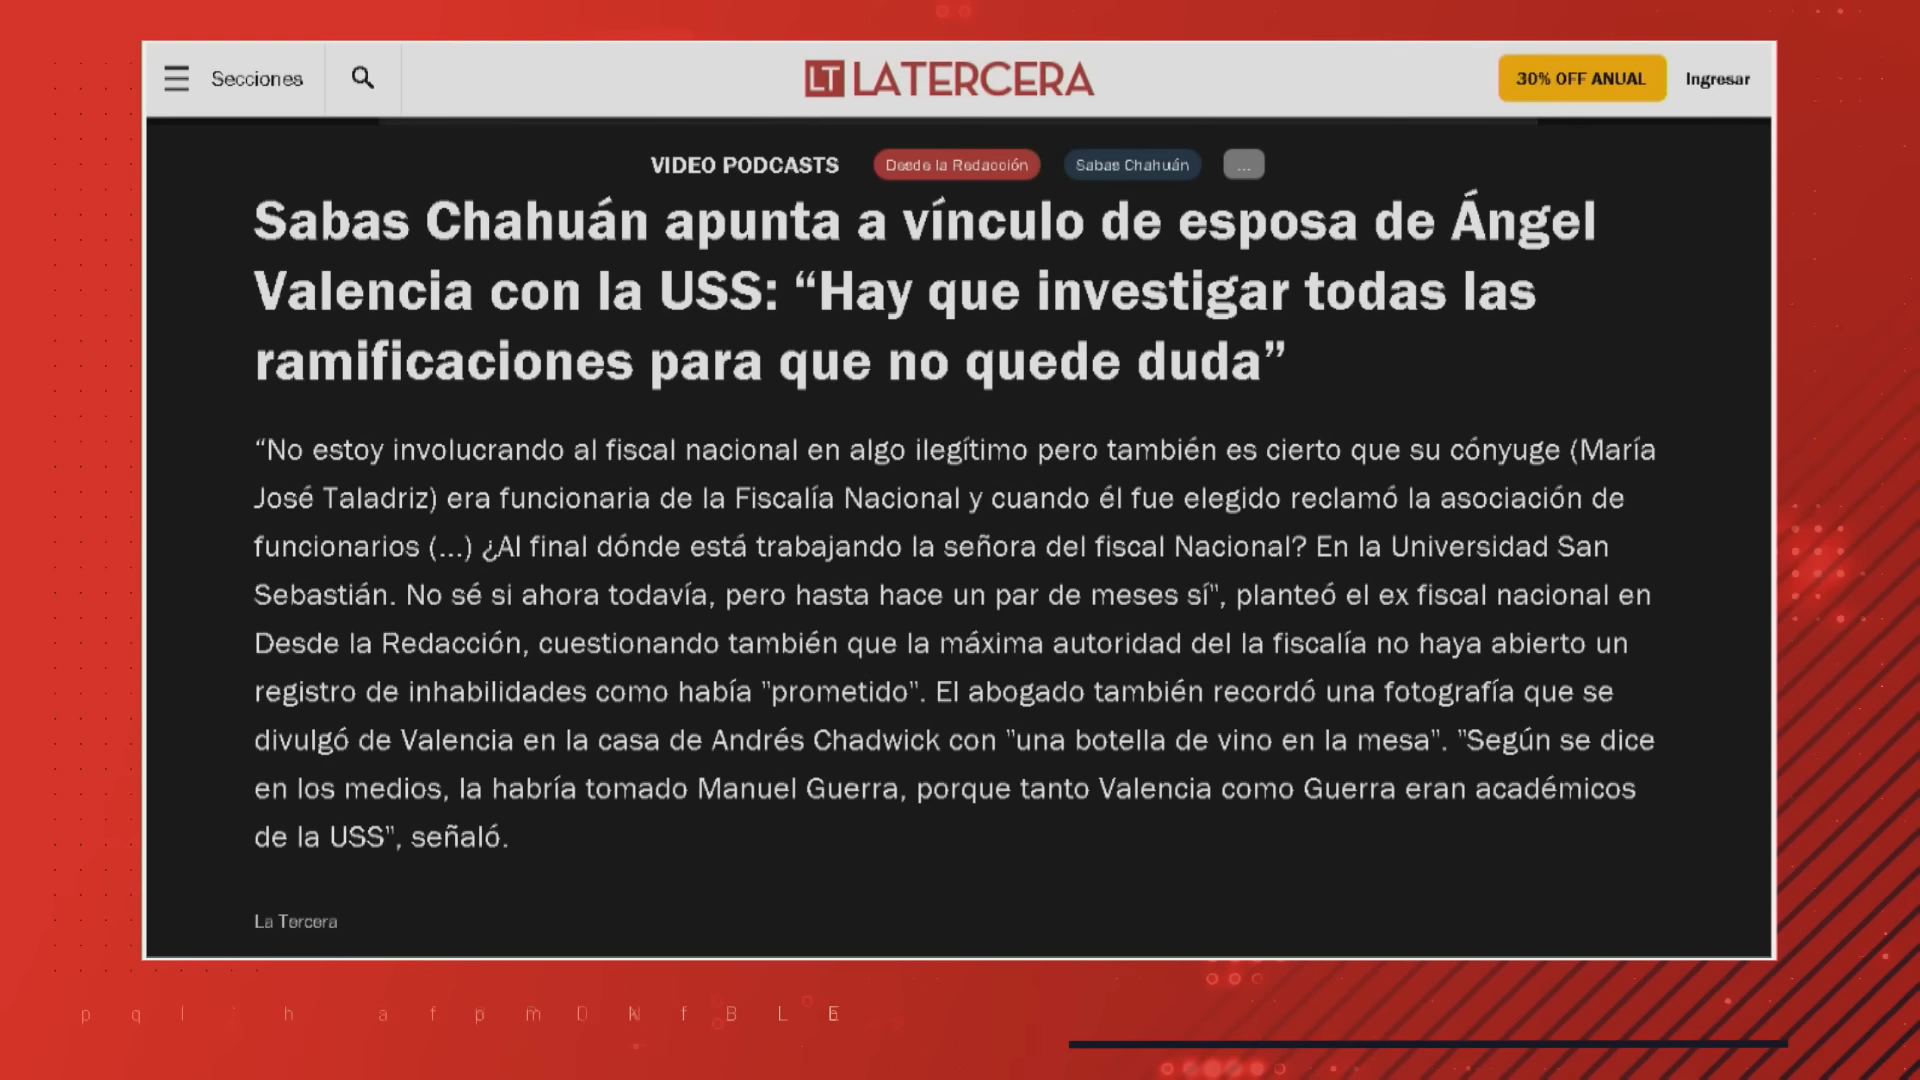 Secciones
LT LATERCERA
30% OFF ANUAL
Ingresar
VIDEO PODCASTS
Desde la Redacción
Sabas Chahuán
...
Sabas Chahuán apunta a vínculo de esposa de Ángel
Valencia con la USS: “Hay que investigar todas las
ramificaciones para que no quede duda”
“No estoy involucrando al fiscal nacional en algo ilegítimo pero también es cierto que su cónyuge (María
José Taladriz) era funcionaria de la Fiscalía Nacional y cuando él fue elegido reclamó la asociación de
funcionarios (...) ¿Al final dónde está trabajando la señora del fiscal Nacional? En la Universidad San
Sebastián. No sé si ahora todavía, pero hasta hace un par de meses sí", planteó el ex fiscal nacional en
Desde la Redacción, cuestionando también que la máxima autoridad del la fiscalía no haya abierto un
registro de inhabilidades como había "prometido". El abogado también recordó una fotografía que se
divulgó de Valencia en la casa de Andrés Chadwick con "una botella de vino en la mesa". "Según se dice
en los medios, la habría tomado Manuel Guerra, porque tanto Valencia como Guerra eran académicos
de la USS", señaló.
La Tercera